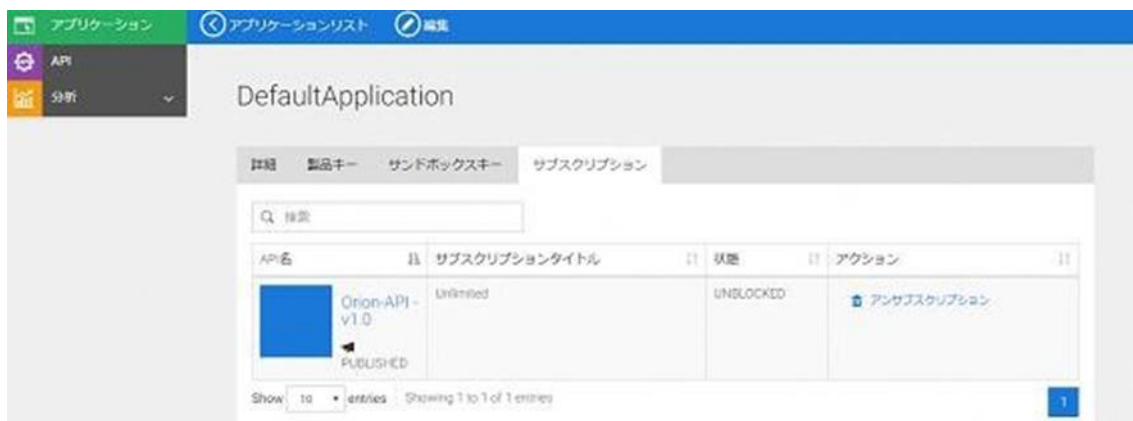 アプリケーション
アプリケーションリスト 編集
API
分析
DefaultApplication
詳細 製品キー サンドボックスキー サブスクリプション
検索
API名 サブスクリプションタイトル 状態 アクション
Orion-API - v1.0
PUBLISHED
Unlimited
UNBLOCKED
アンサブスクリプション
Show 10 entries Showing 1 to 1 of 1 entries
1